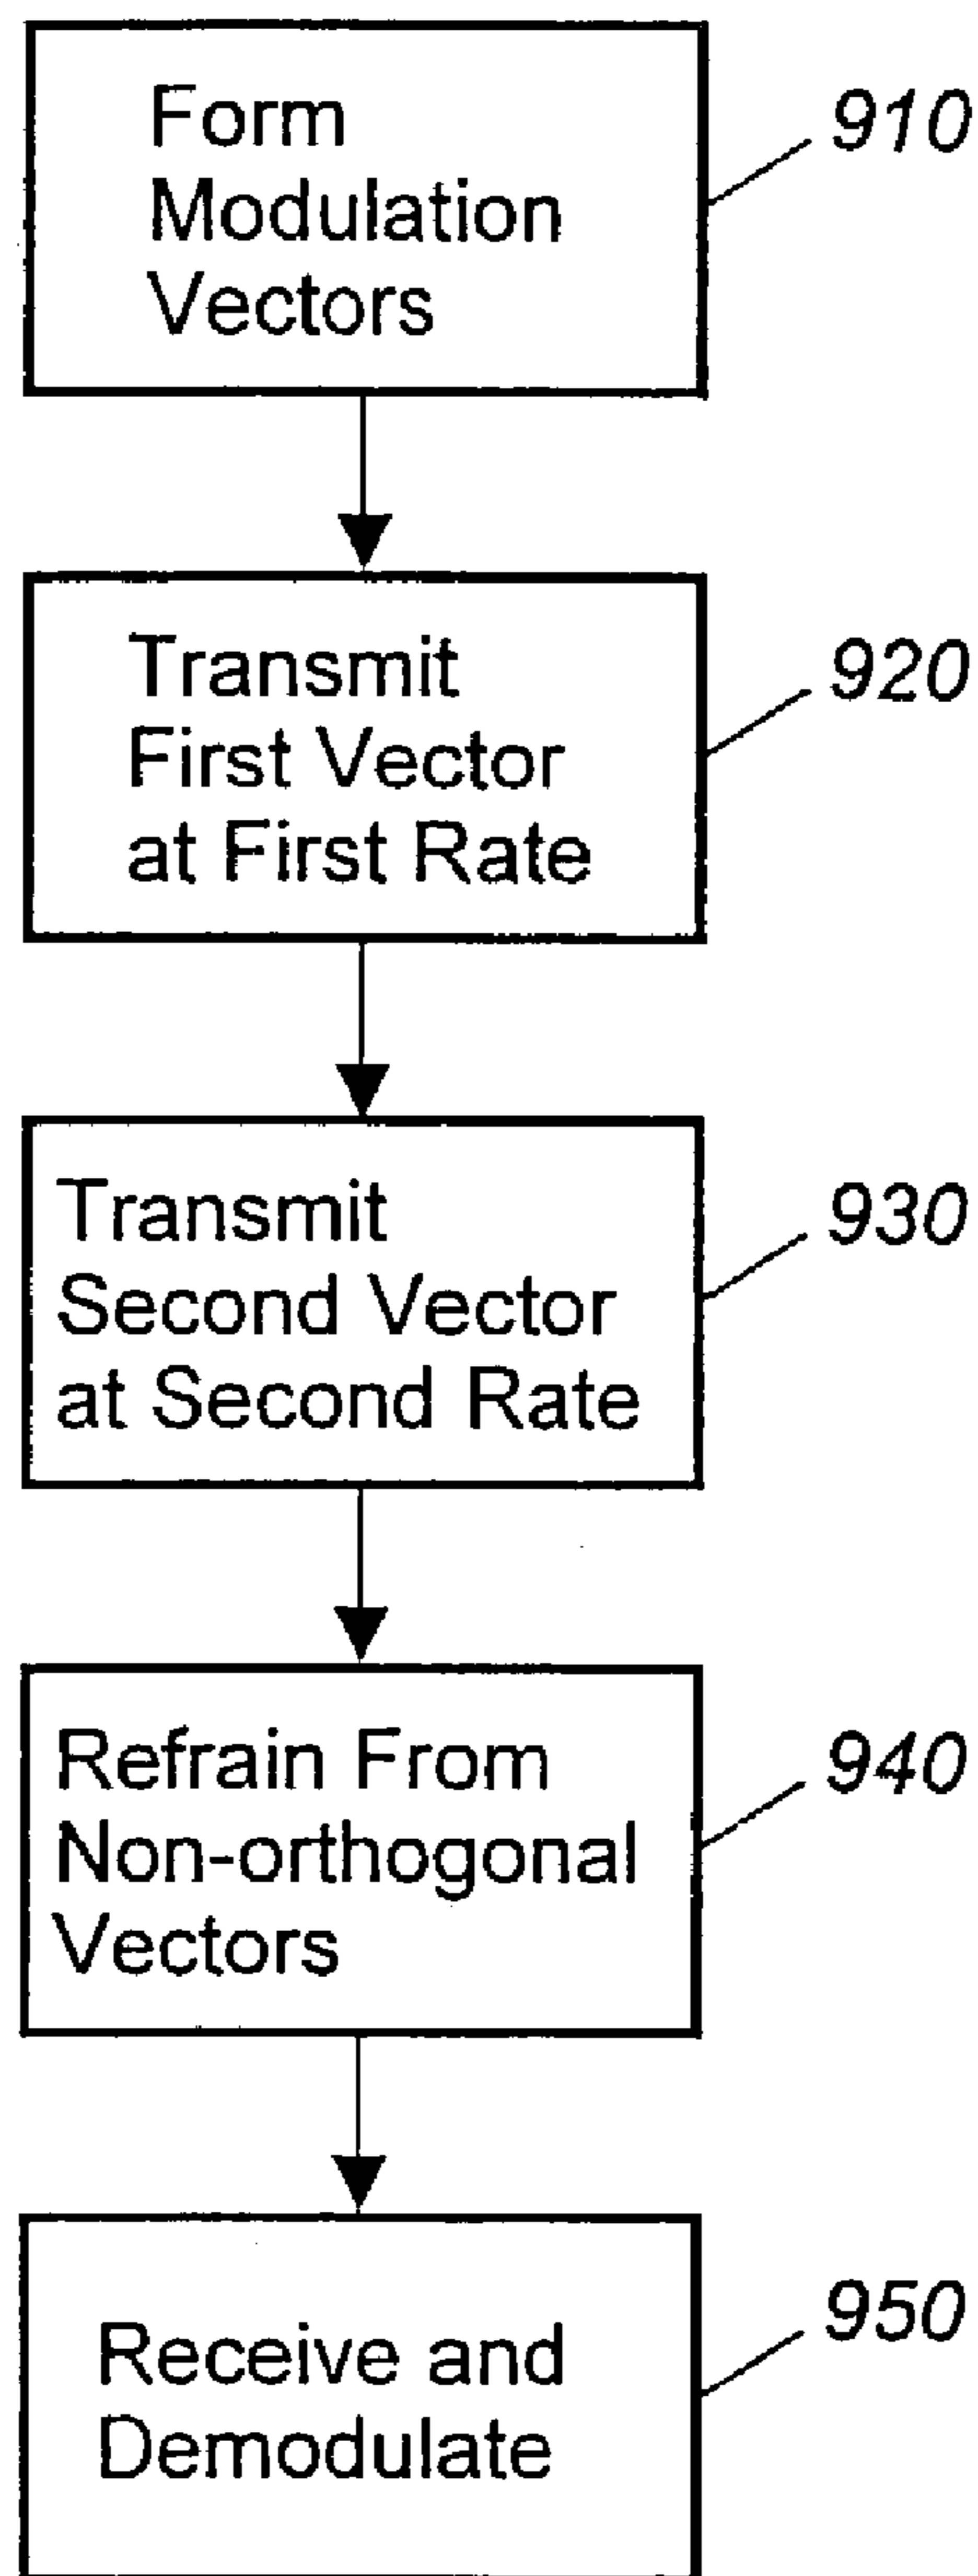 Form
Modulation
Vectors
910
Transmit
First Vector
at First Rate
920
Transmit
Second Vector
at Second Rate
930
Refrain From
Non-orthogonal
Vectors
940
Receive and
Demodulate
950